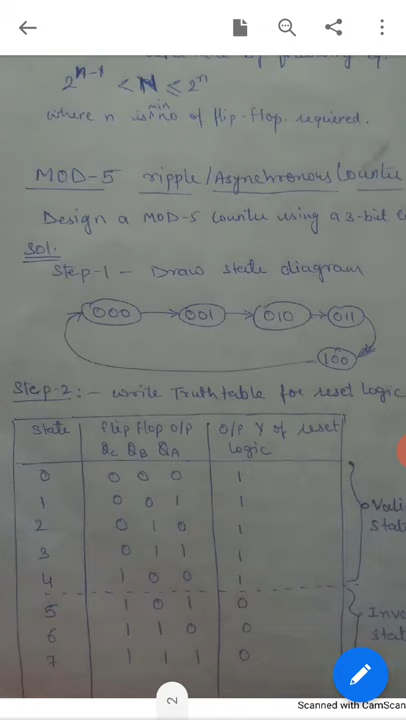 2^n-1 < N ≤ 2^n
where n is min no of flip-flop required.
MOD-5 ripple/Asynchronous Counter
Design a MOD-5 Counter using a 3-bit
Sol:
Step-1 - Draw state diagram
000 001 010 011
100
Step-2:- write Truth table for reset logic
State flip flop O/P O/P Y of reset
QC QB QA logic
0 0 0 0 1
1 0 0 1 1
2 0 1 0 1
3 0 1 1 1
4 1 0 0 1
Vali
Stat
5 1 0 1 0
6 1 1 0 0
7 1 1 1 0
Inva
stat
2
Scanned with CamScan